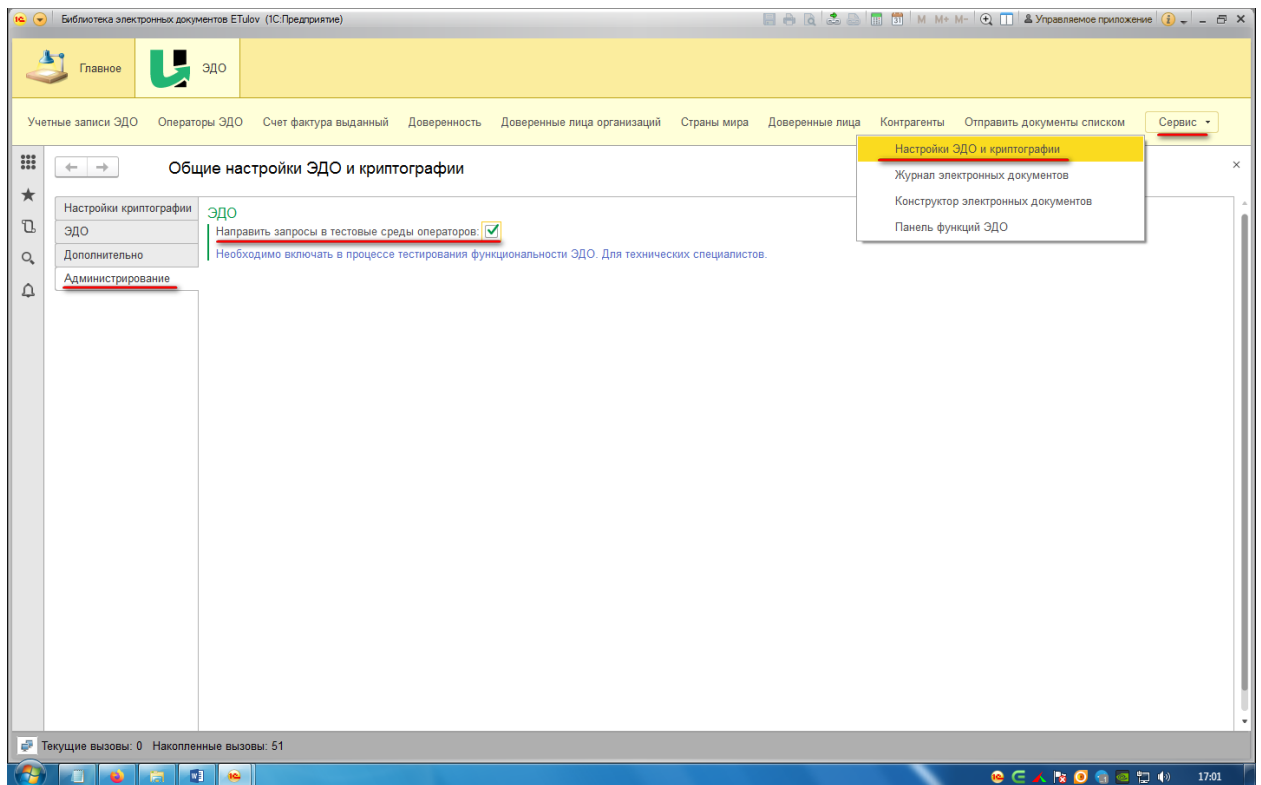 Библиотека электронных документов ETulov (1С:Предприятие)
M M+ M- Управляемое приложение
Главное
ЭДО
Учетные записи ЭДО Операторы ЭДО Счет фактура выданный Доверенность Доверенные лица организаций Страны мира Доверенные лица Контрагенты Отправить документы списком Сервис
Настройки ЭДО и криптографии
Журнал электронных документов
Конструктор электронных документов
Панель функций ЭДО
Общие настройки ЭДО и криптографии
Настройки криптографии
ЭДО
Дополнительно
Администрирование
ЭДО
Направить запросы в тестовые среды операторов:
Необходимо включать в процессе тестирования функциональности ЭДО. Для технических специалистов.
Текущие вызовы: 0 Накопленные вызовы: 51
17:01